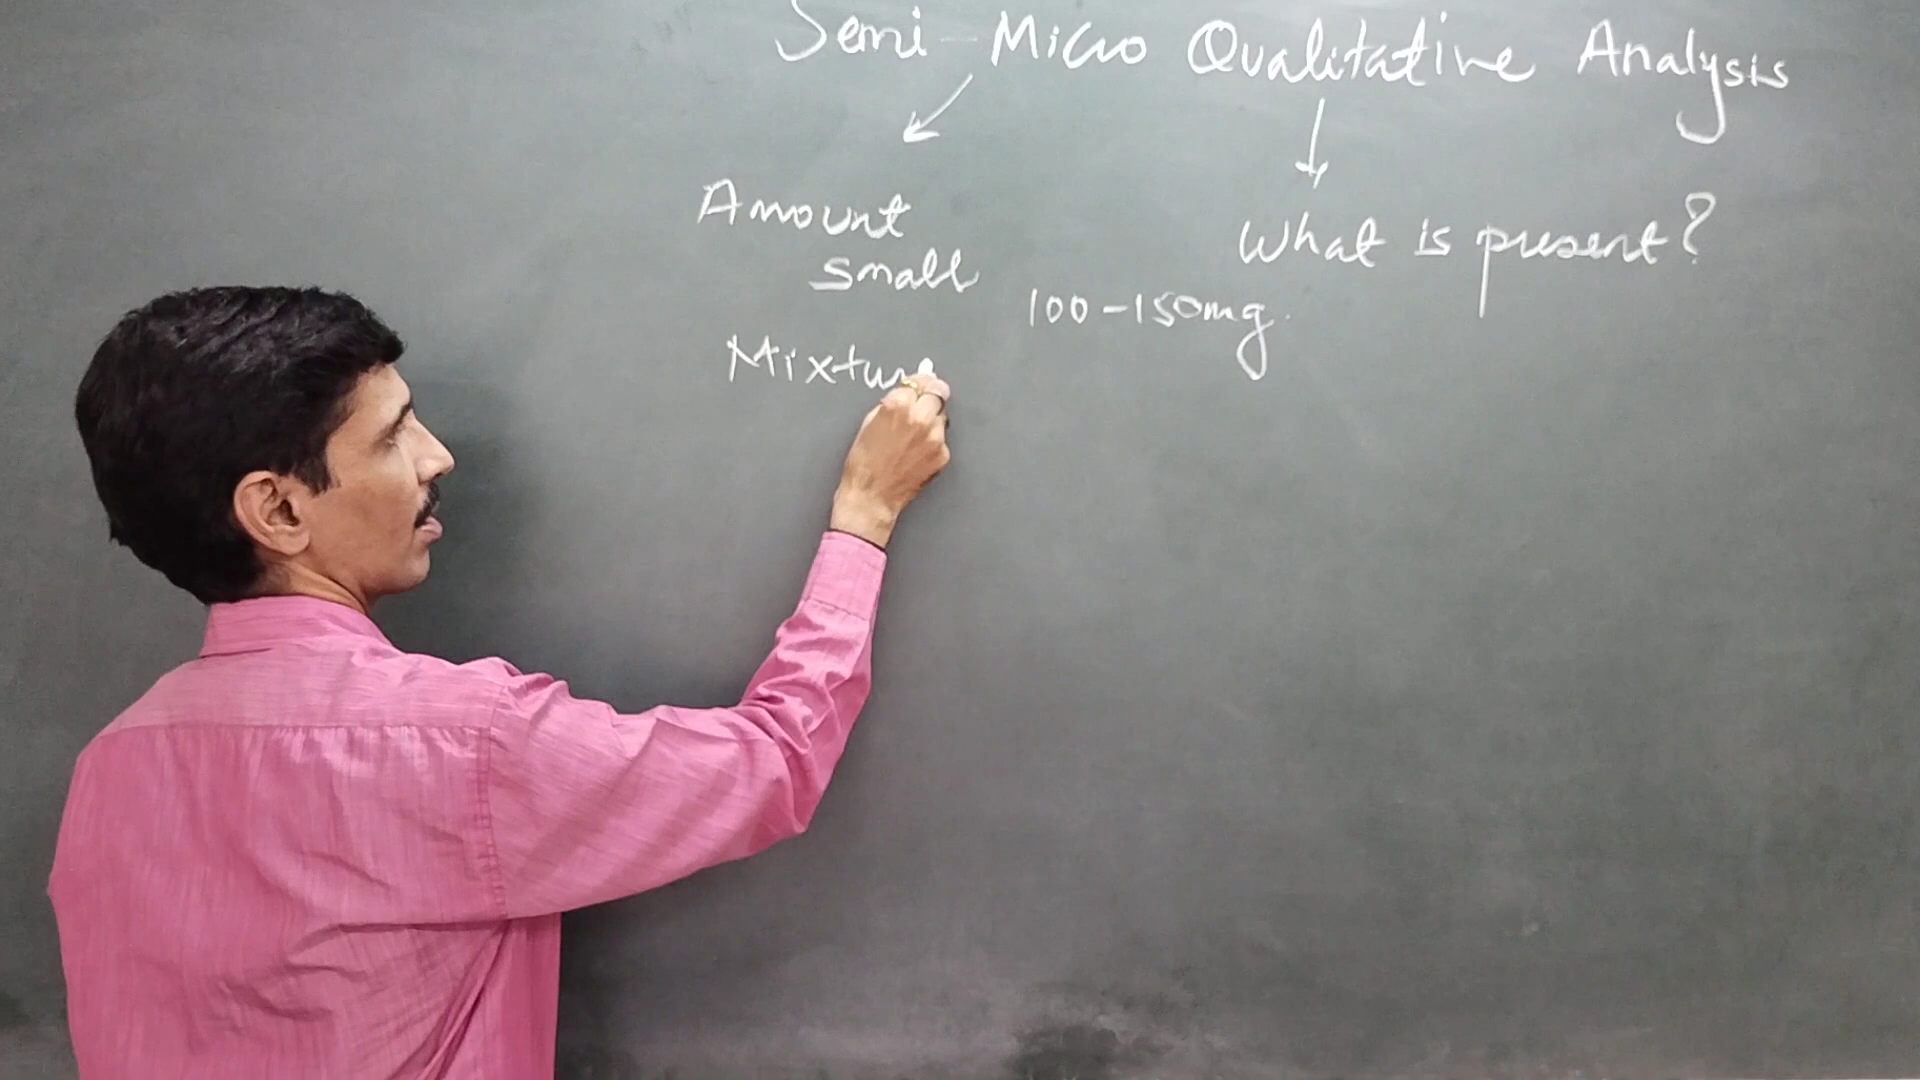 Semi-Micro Qualitative Analysis
Amount
small
What is present?
100-150mg.
Mixtur